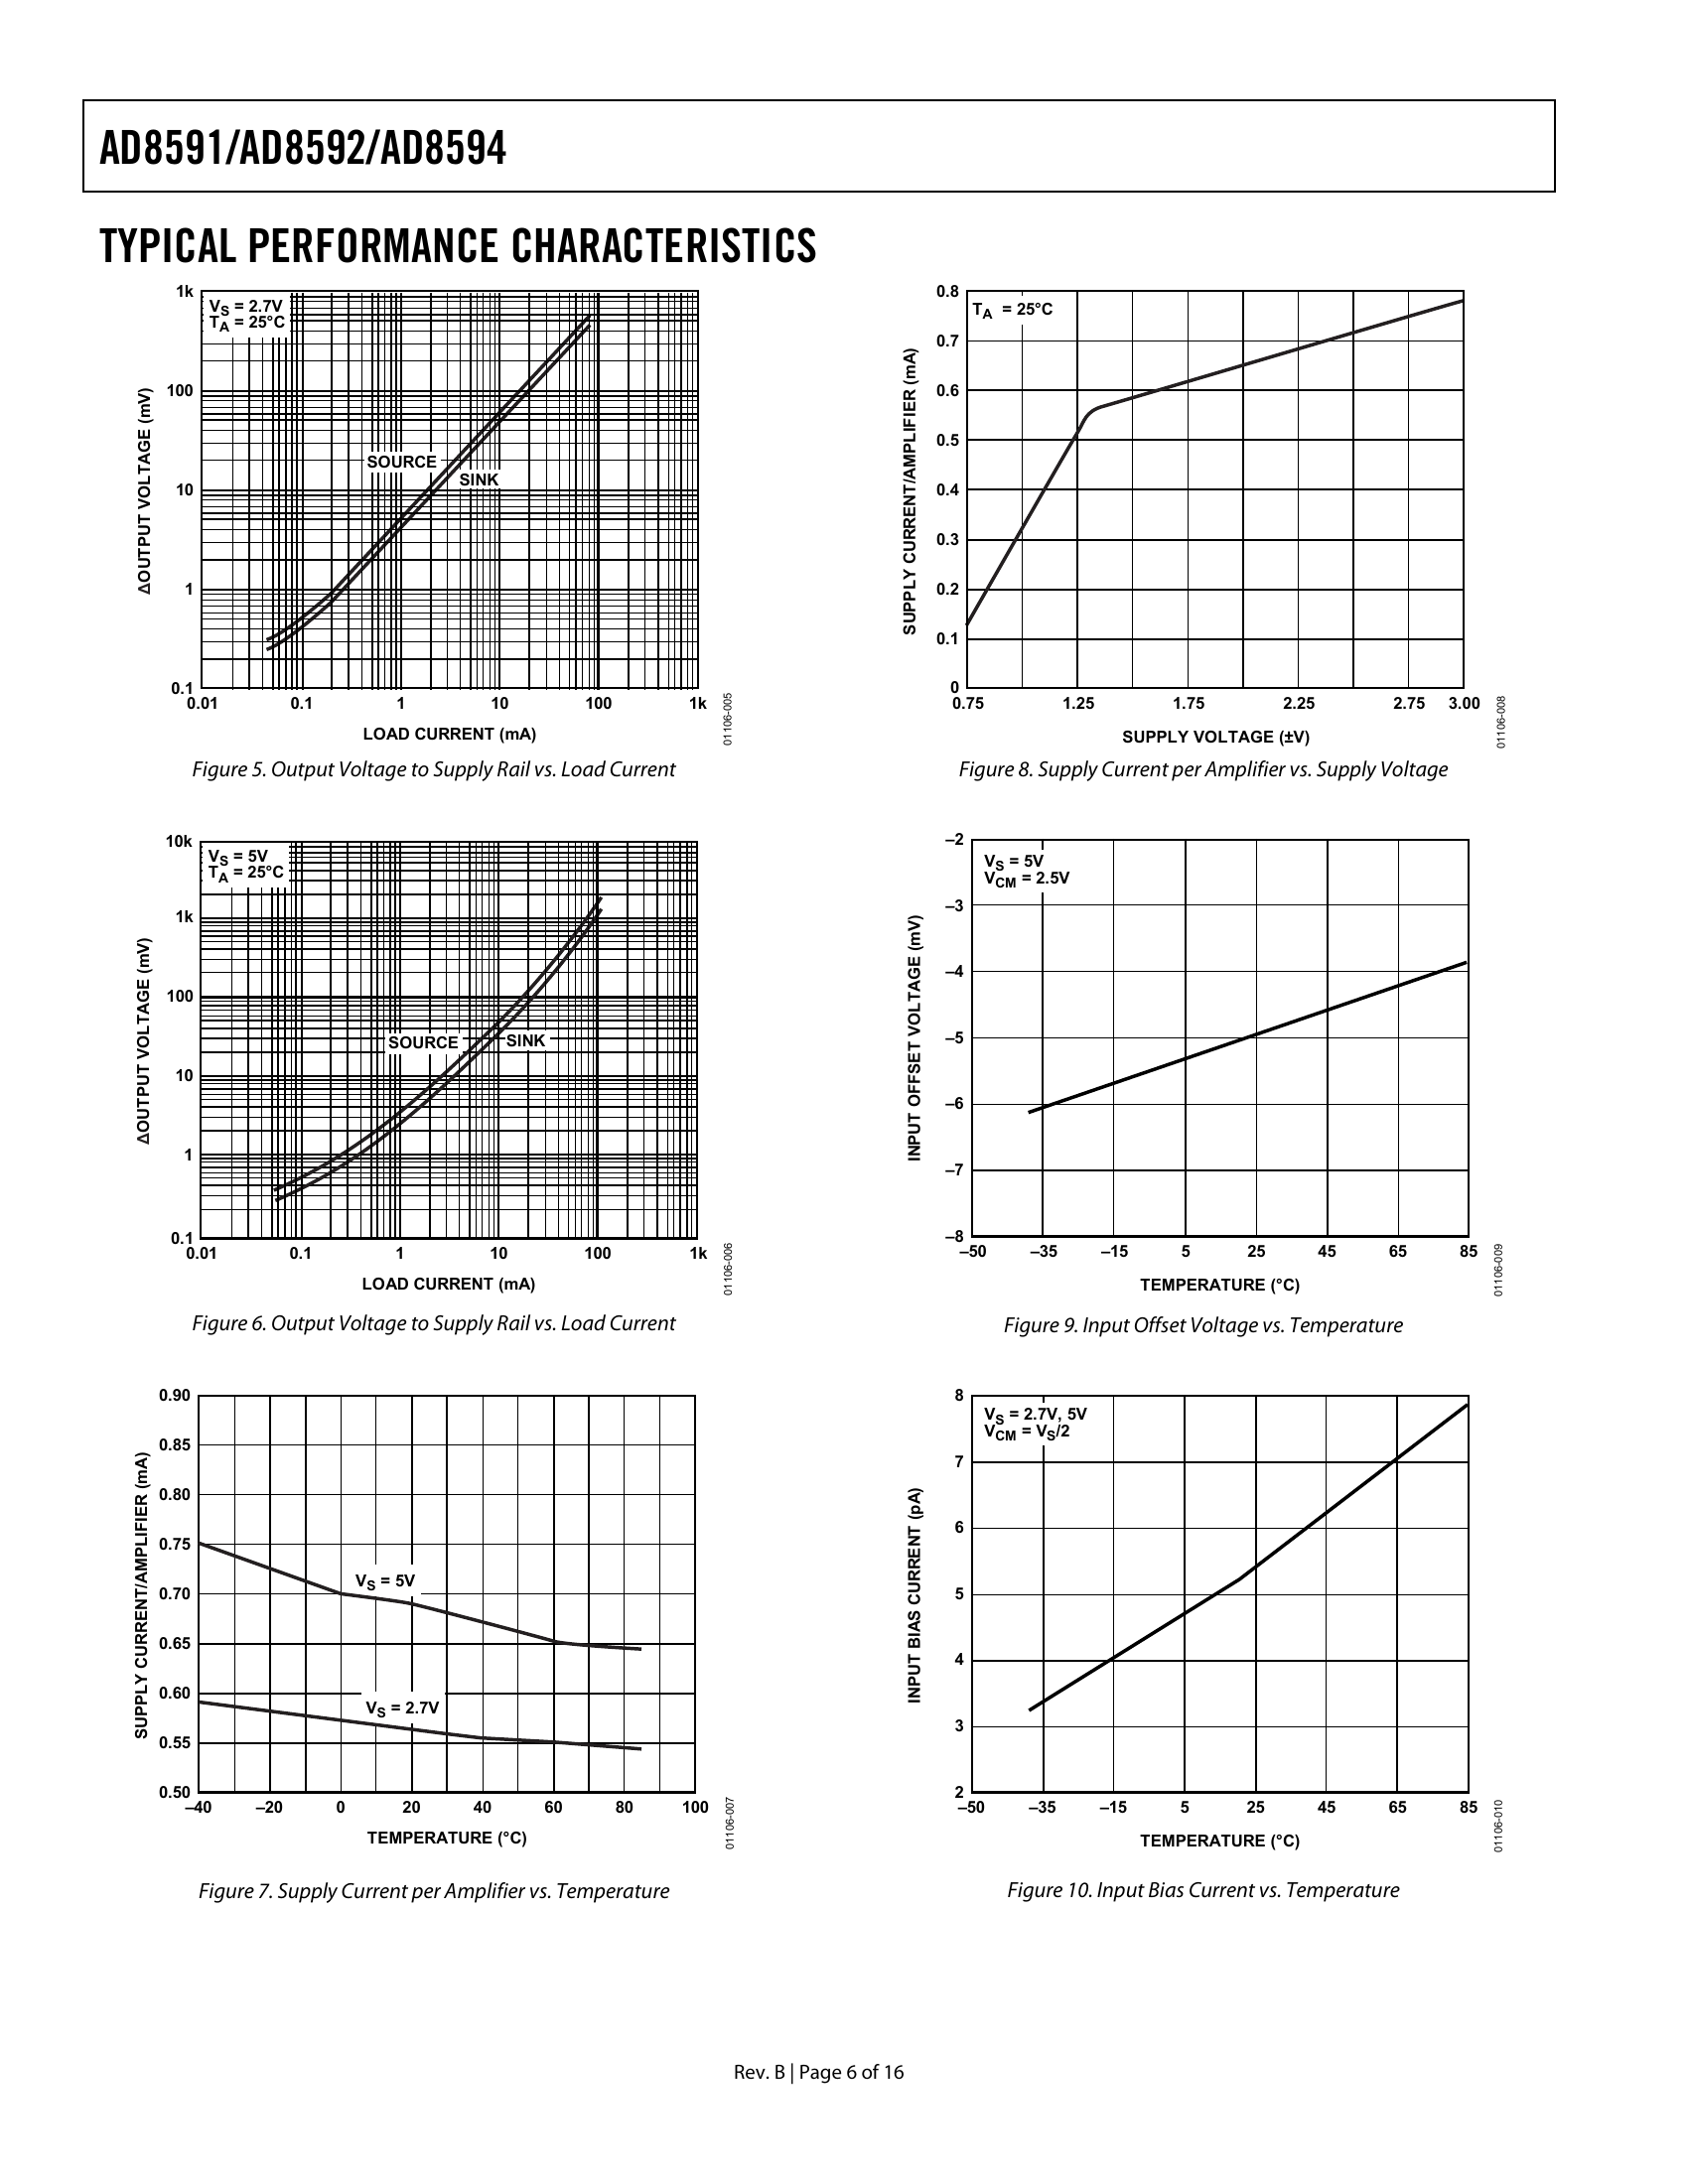 AD8591/AD8592/AD8594
TYPICAL PERFORMANCE CHARACTERISTICS
1k
100
10
1
0.1
ΔOUTPUT VOLTAGE (mV)
VS = 2.7V
TA = 25°C
SOURCE
SINK
0.01 0.1 1 10 100 1k
LOAD CURRENT (mA)
01106-005
Figure 5. Output Voltage to Supply Rail vs. Load Current
10k
1k
100
10
1
0.1
ΔOUTPUT VOLTAGE (mV)
VS = 5V
TA = 25°C
SOURCE
SINK
0.01 0.1 1 10 100 1k
LOAD CURRENT (mA)
01106-006
Figure 6. Output Voltage to Supply Rail vs. Load Current
0.90
0.85
0.80
0.75
0.70
0.65
0.60
0.55
0.50
SUPPLY CURRENT/AMPLIFIER (mA)
VS = 5V
VS = 2.7V
–40 –20 0 20 40 60 80 100
TEMPERATURE (°C)
01106-007
Figure 7. Supply Current per Amplifier vs. Temperature
0.8
0.7
0.6
0.5
0.4
0.3
0.2
0.1
0
SUPPLY CURRENT/AMPLIFIER (mA)
TA = 25°C
0.75 1.25 1.75 2.25 2.75 3.00
SUPPLY VOLTAGE (±V)
01106-008
Figure 8. Supply Current per Amplifier vs. Supply Voltage
–2
–3
–4
–5
–6
–7
–8
INPUT OFFSET VOLTAGE (mV)
VS = 5V
VCM = 2.5V
–50 –35 –15 5 25 45 65 85
TEMPERATURE (°C)
01106-009
Figure 9. Input Offset Voltage vs. Temperature
8
7
6
5
4
3
2
INPUT BIAS CURRENT (pA)
VS = 2.7V, 5V
VCM = VS/2
–50 –35 –15 5 25 45 65 85
TEMPERATURE (°C)
01106-010
Figure 10. Input Bias Current vs. Temperature
Rev. B | Page 6 of 16